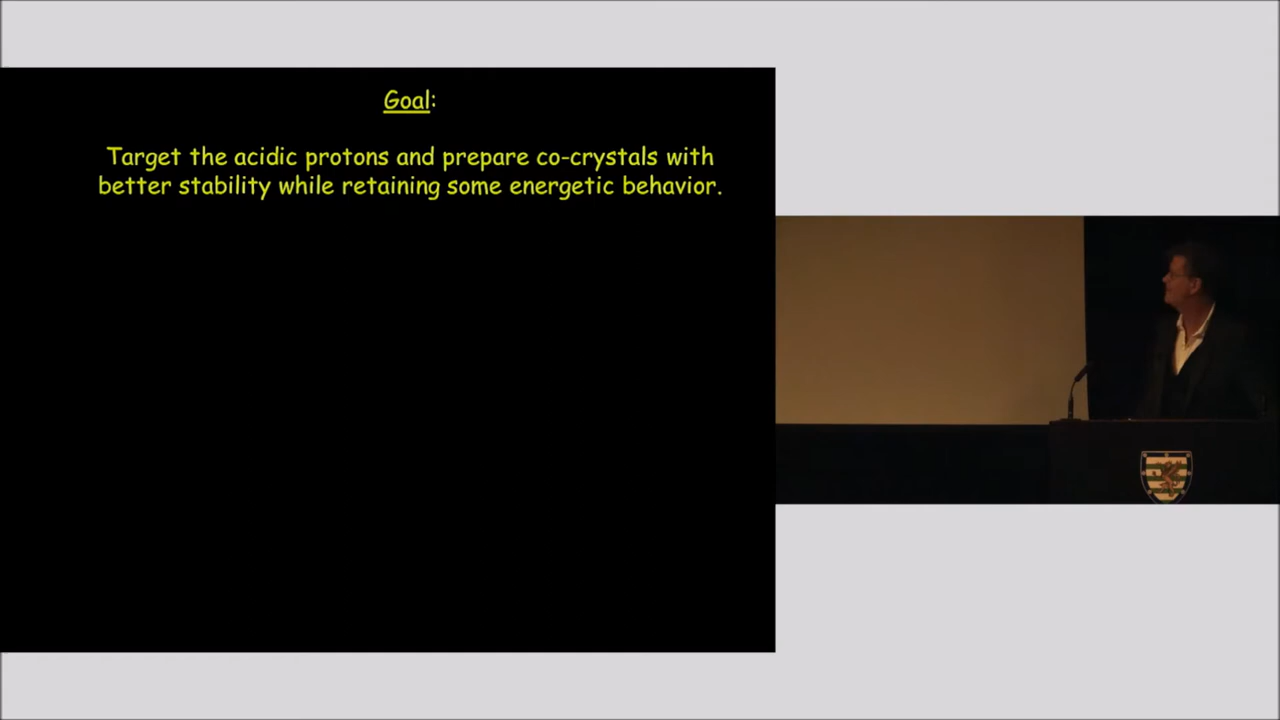 Goal:
Target the acidic protons and prepare co-crystals with
better stability while retaining some energetic behavior.